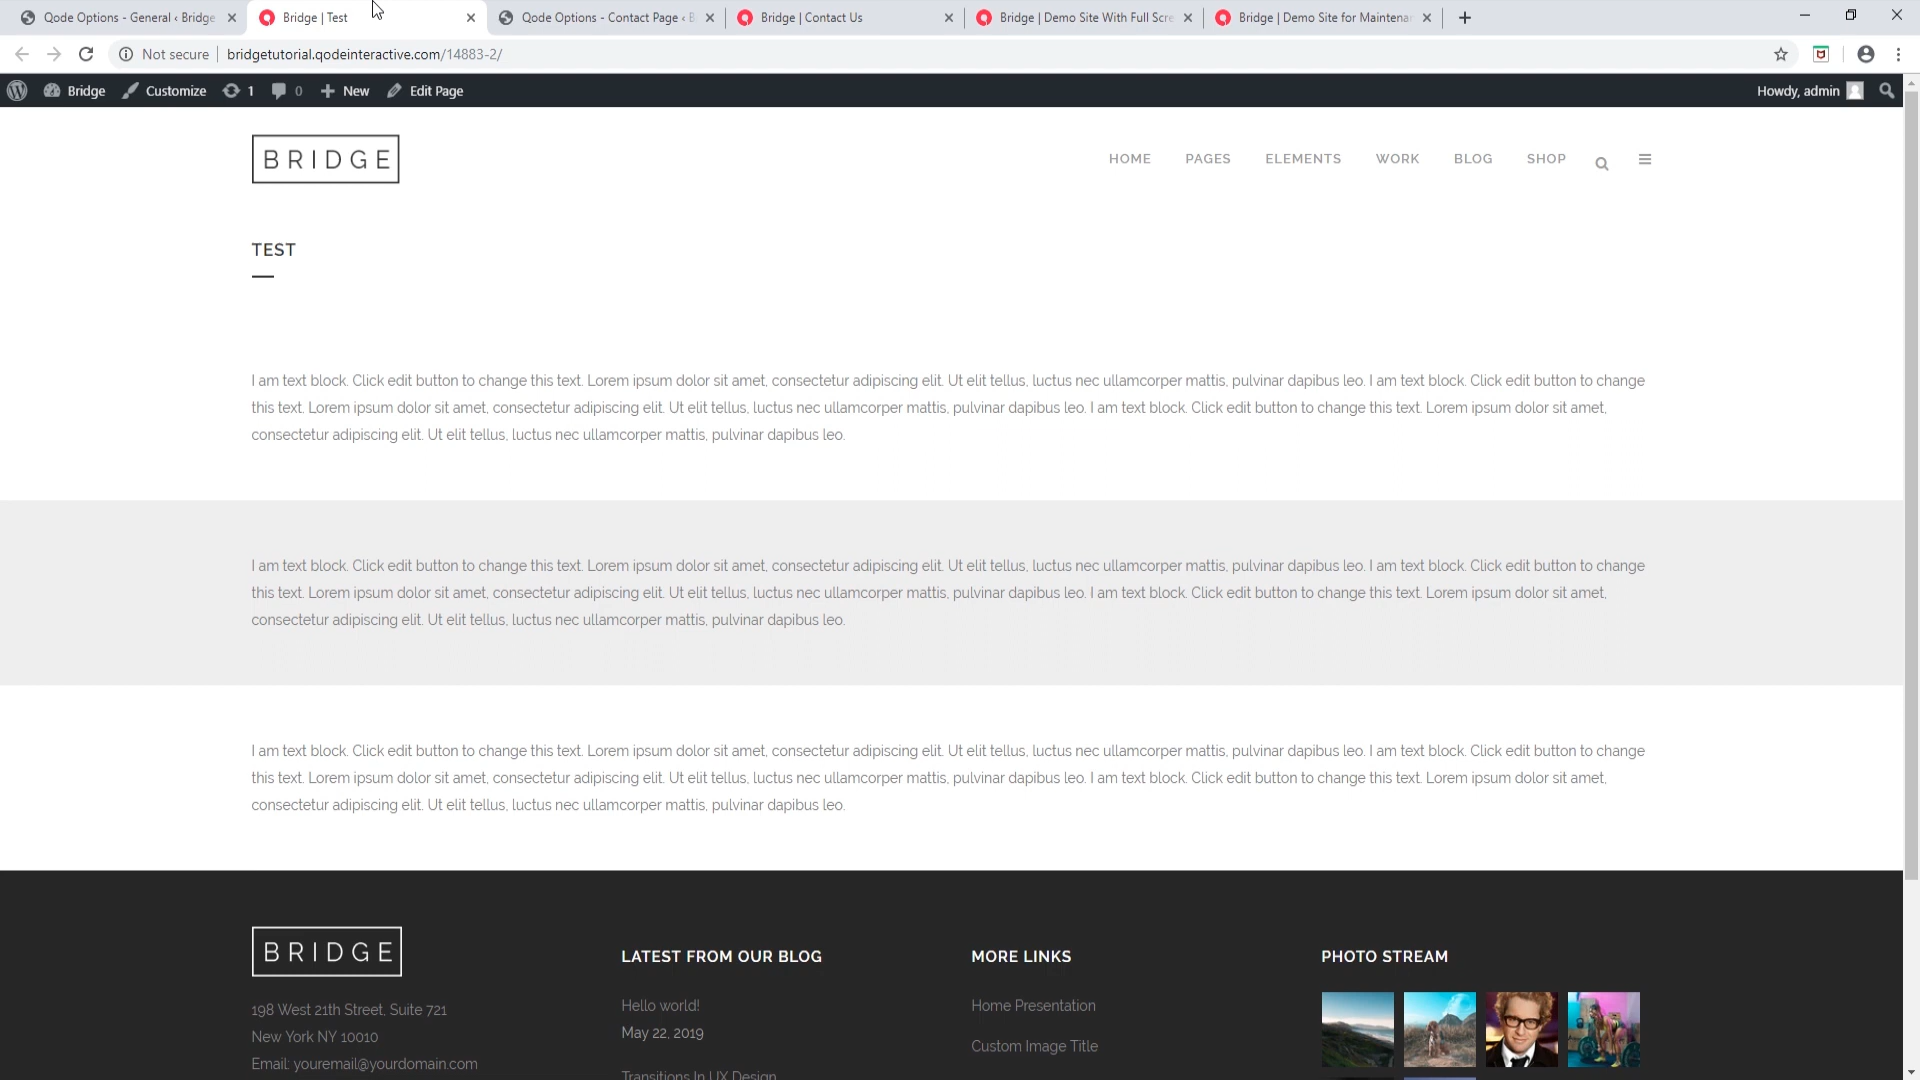 Qode Options - General ‹ Bridge
Bridge | Test
Qode Options - Contact Page ‹ B
Bridge | Contact Us
Bridge | Demo Site With Full Scre
Bridge | Demo Site for Maintenan
Not secure
bridgetutorial.qodeinteractive.com/14883-2/
Bridge
Customize
1
0
New
Edit Page
Howdy, admin
BRIDGE
HOME
PAGES
ELEMENTS
WORK
BLOG
SHOP
TEST
I am text block. Click edit button to change this text. Lorem ipsum dolor sit amet, consectetur adipiscing elit. Ut elit tellus, luctus nec ullamcorper mattis, pulvinar dapibus leo. I am text block. Click edit button to change
this text. Lorem ipsum dolor sit amet, consectetur adipiscing elit. Ut elit tellus, luctus nec ullamcorper mattis, pulvinar dapibus leo. I am text block. Click edit button to change this text. Lorem ipsum dolor sit amet,
consectetur adipiscing elit. Ut elit tellus, luctus nec ullamcorper mattis, pulvinar dapibus leo.
I am text block. Click edit button to change this text. Lorem ipsum dolor sit amet, consectetur adipiscing elit. Ut elit tellus, luctus nec ullamcorper mattis, pulvinar dapibus leo. I am text block. Click edit button to change
this text. Lorem ipsum dolor sit amet, consectetur adipiscing elit. Ut elit tellus, luctus nec ullamcorper mattis, pulvinar dapibus leo. I am text block. Click edit button to change this text. Lorem ipsum dolor sit amet,
consectetur adipiscing elit. Ut elit tellus, luctus nec ullamcorper mattis, pulvinar dapibus leo.
I am text block. Click edit button to change this text. Lorem ipsum dolor sit amet, consectetur adipiscing elit. Ut elit tellus, luctus nec ullamcorper mattis, pulvinar dapibus leo. I am text block. Click edit button to change
this text. Lorem ipsum dolor sit amet, consectetur adipiscing elit. Ut elit tellus, luctus nec ullamcorper mattis, pulvinar dapibus leo. I am text block. Click edit button to change this text. Lorem ipsum dolor sit amet,
consectetur adipiscing elit. Ut elit tellus, luctus nec ullamcorper mattis, pulvinar dapibus leo.
BRIDGE
198 West 21th Street, Suite 721
New York NY 10010
Email: youremail@yourdomain.com
LATEST FROM OUR BLOG
Hello world!
May 22, 2019
Transitions In UX Design
MORE LINKS
Home Presentation
Custom Image Title
PHOTO STREAM